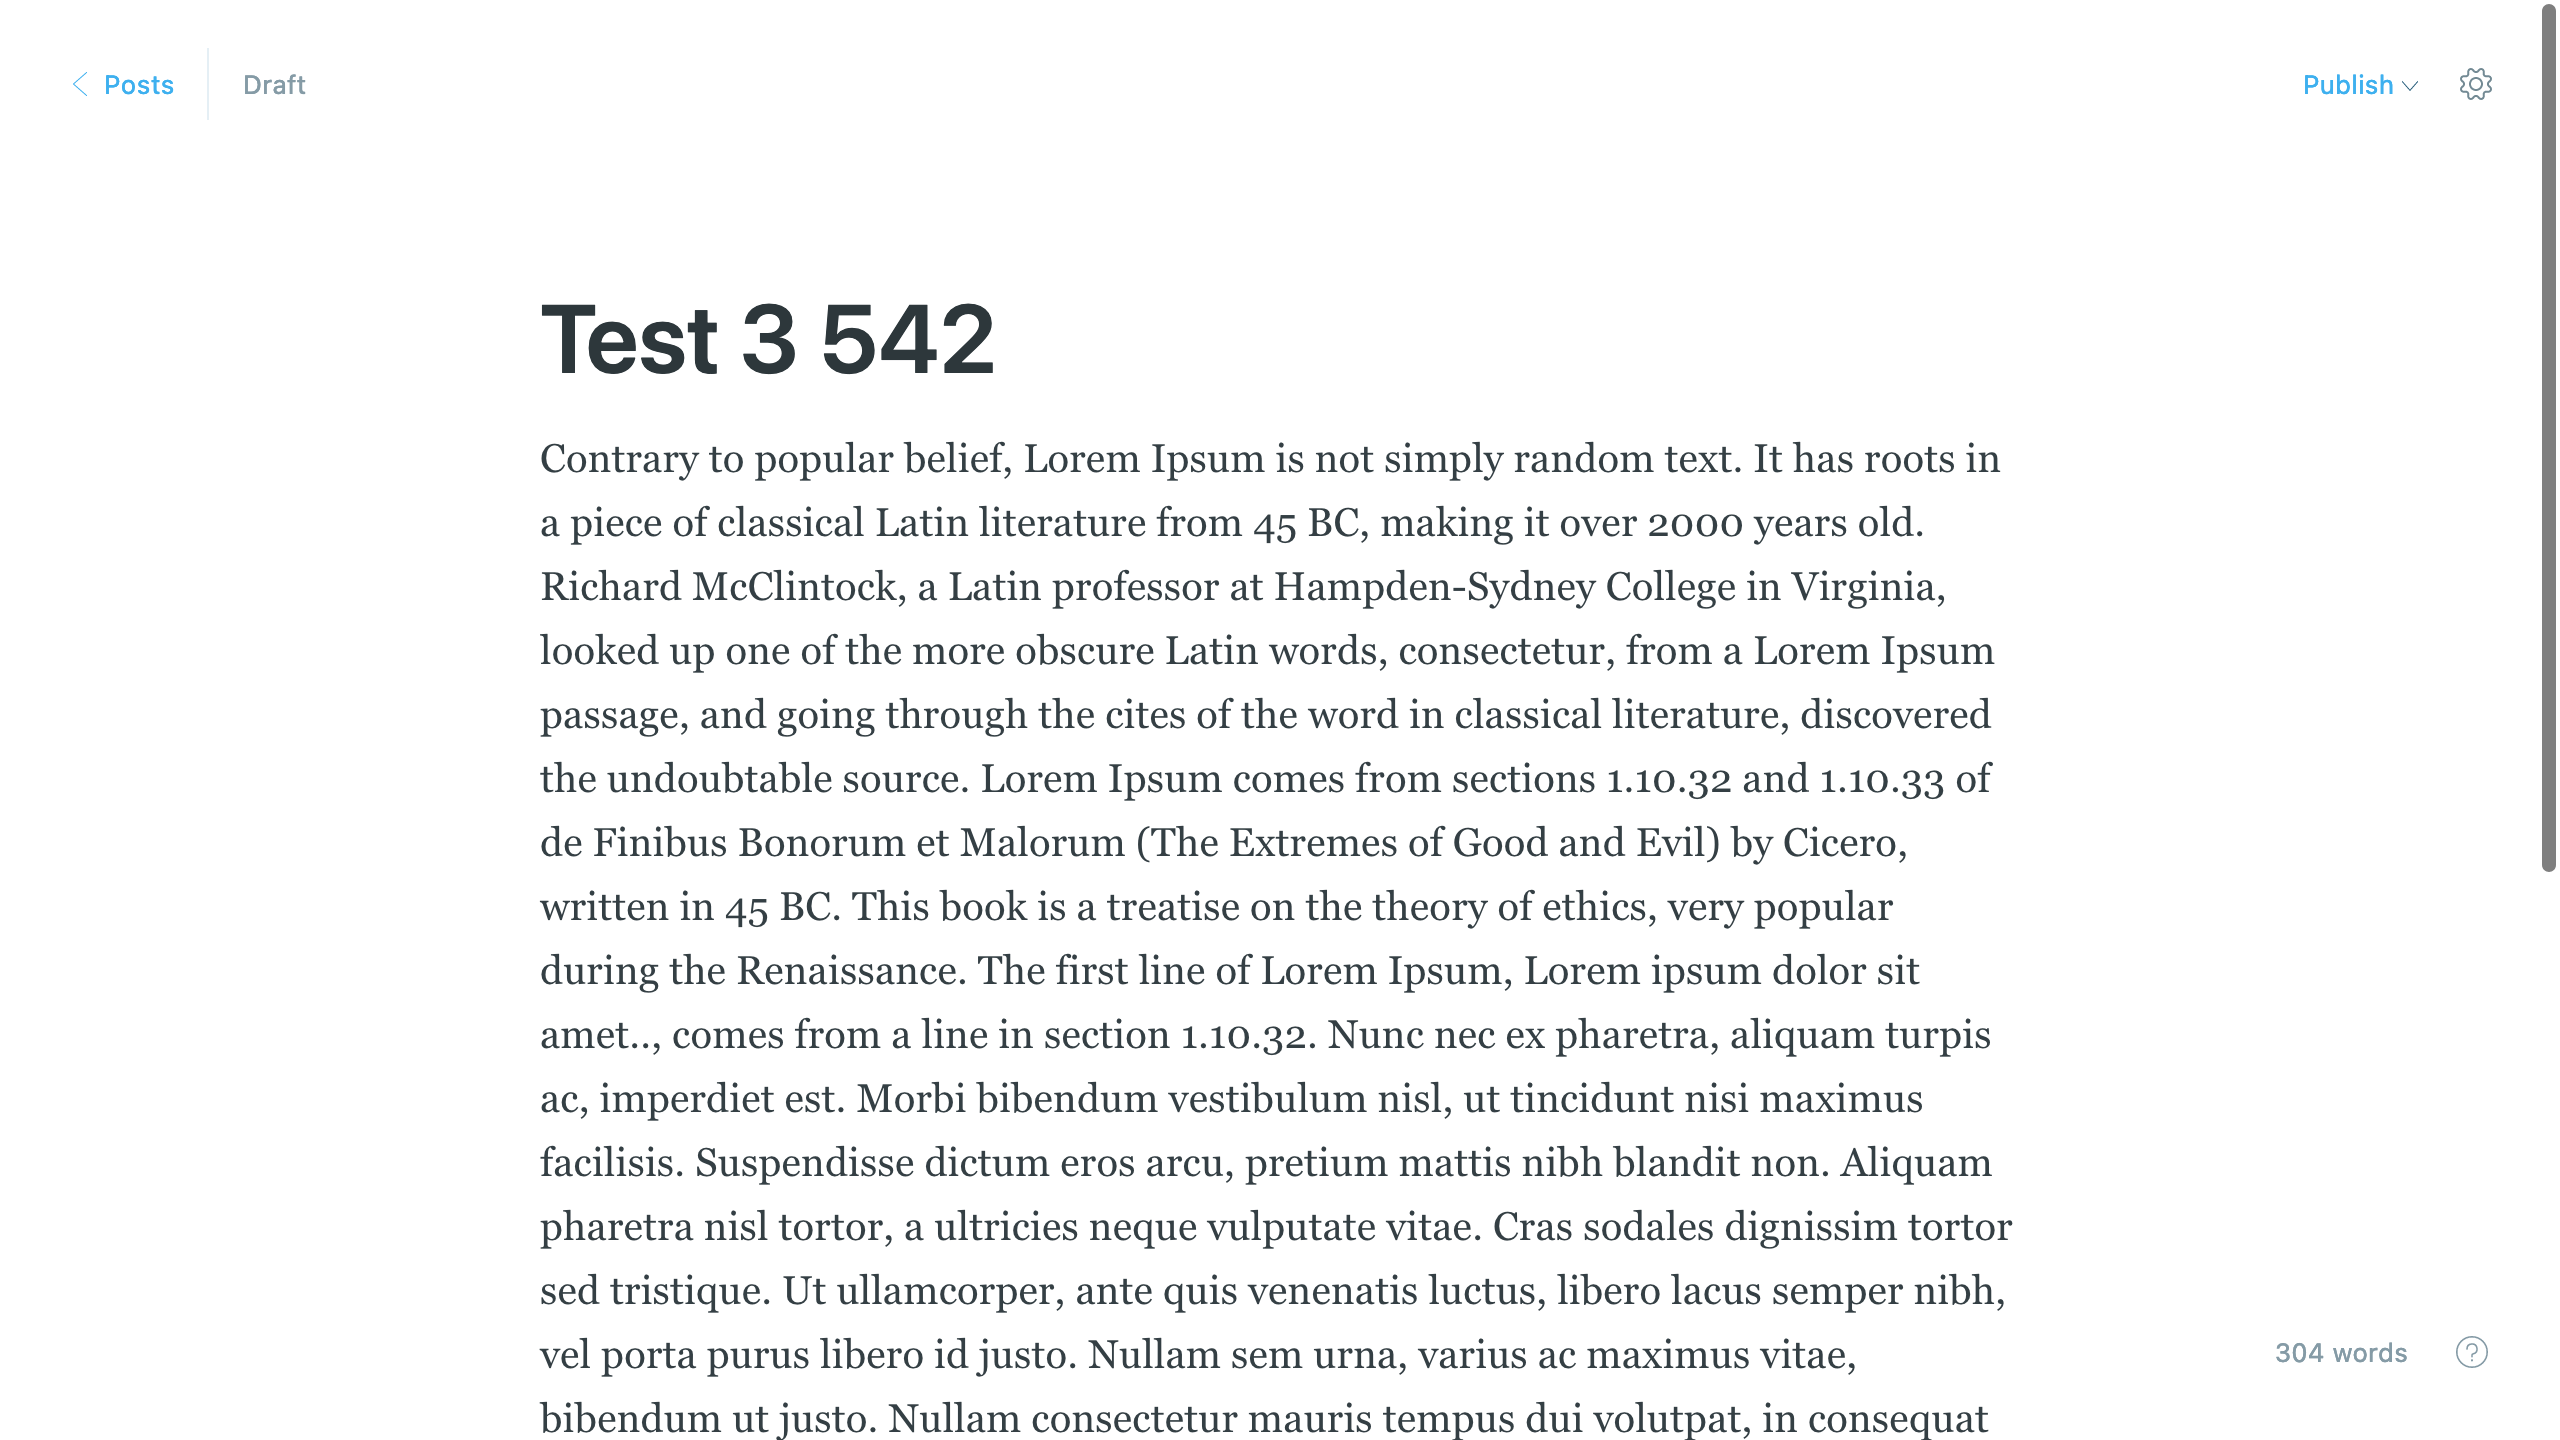 Posts
Draft
Publish
Test 3 542
Contrary to popular belief, Lorem Ipsum is not simply random text. It has roots in
a piece of classical Latin literature from 45 BC, making it over 2000 years old.
Richard McClintock, a Latin professor at Hampden-Sydney College in Virginia,
looked up one of the more obscure Latin words, consectetur, from a Lorem Ipsum
passage, and going through the cites of the word in classical literature, discovered
the undoubtable source. Lorem Ipsum comes from sections 1.10.32 and 1.10.33 of
de Finibus Bonorum et Malorum (The Extremes of Good and Evil) by Cicero,
written in 45 BC. This book is a treatise on the theory of ethics, very popular
during the Renaissance. The first line of Lorem Ipsum, Lorem ipsum dolor sit
amet.., comes from a line in section 1.10.32. Nunc nec ex pharetra, aliquam turpis
ac, imperdiet est. Morbi bibendum vestibulum nisl, ut tincidunt nisi maximus
facilisis. Suspendisse dictum eros arcu, pretium mattis nibh blandit non. Aliquam
pharetra nisl tortor, a ultricies neque vulputate vitae. Cras sodales dignissim tortor
sed tristique. Ut ullamcorper, ante quis venenatis luctus, libero lacus semper nibh,
vel porta purus libero id justo. Nullam sem urna, varius ac maximus vitae,
bibendum ut justo. Nullam consectetur mauris tempus dui volutpat, in consequat
304 words
?